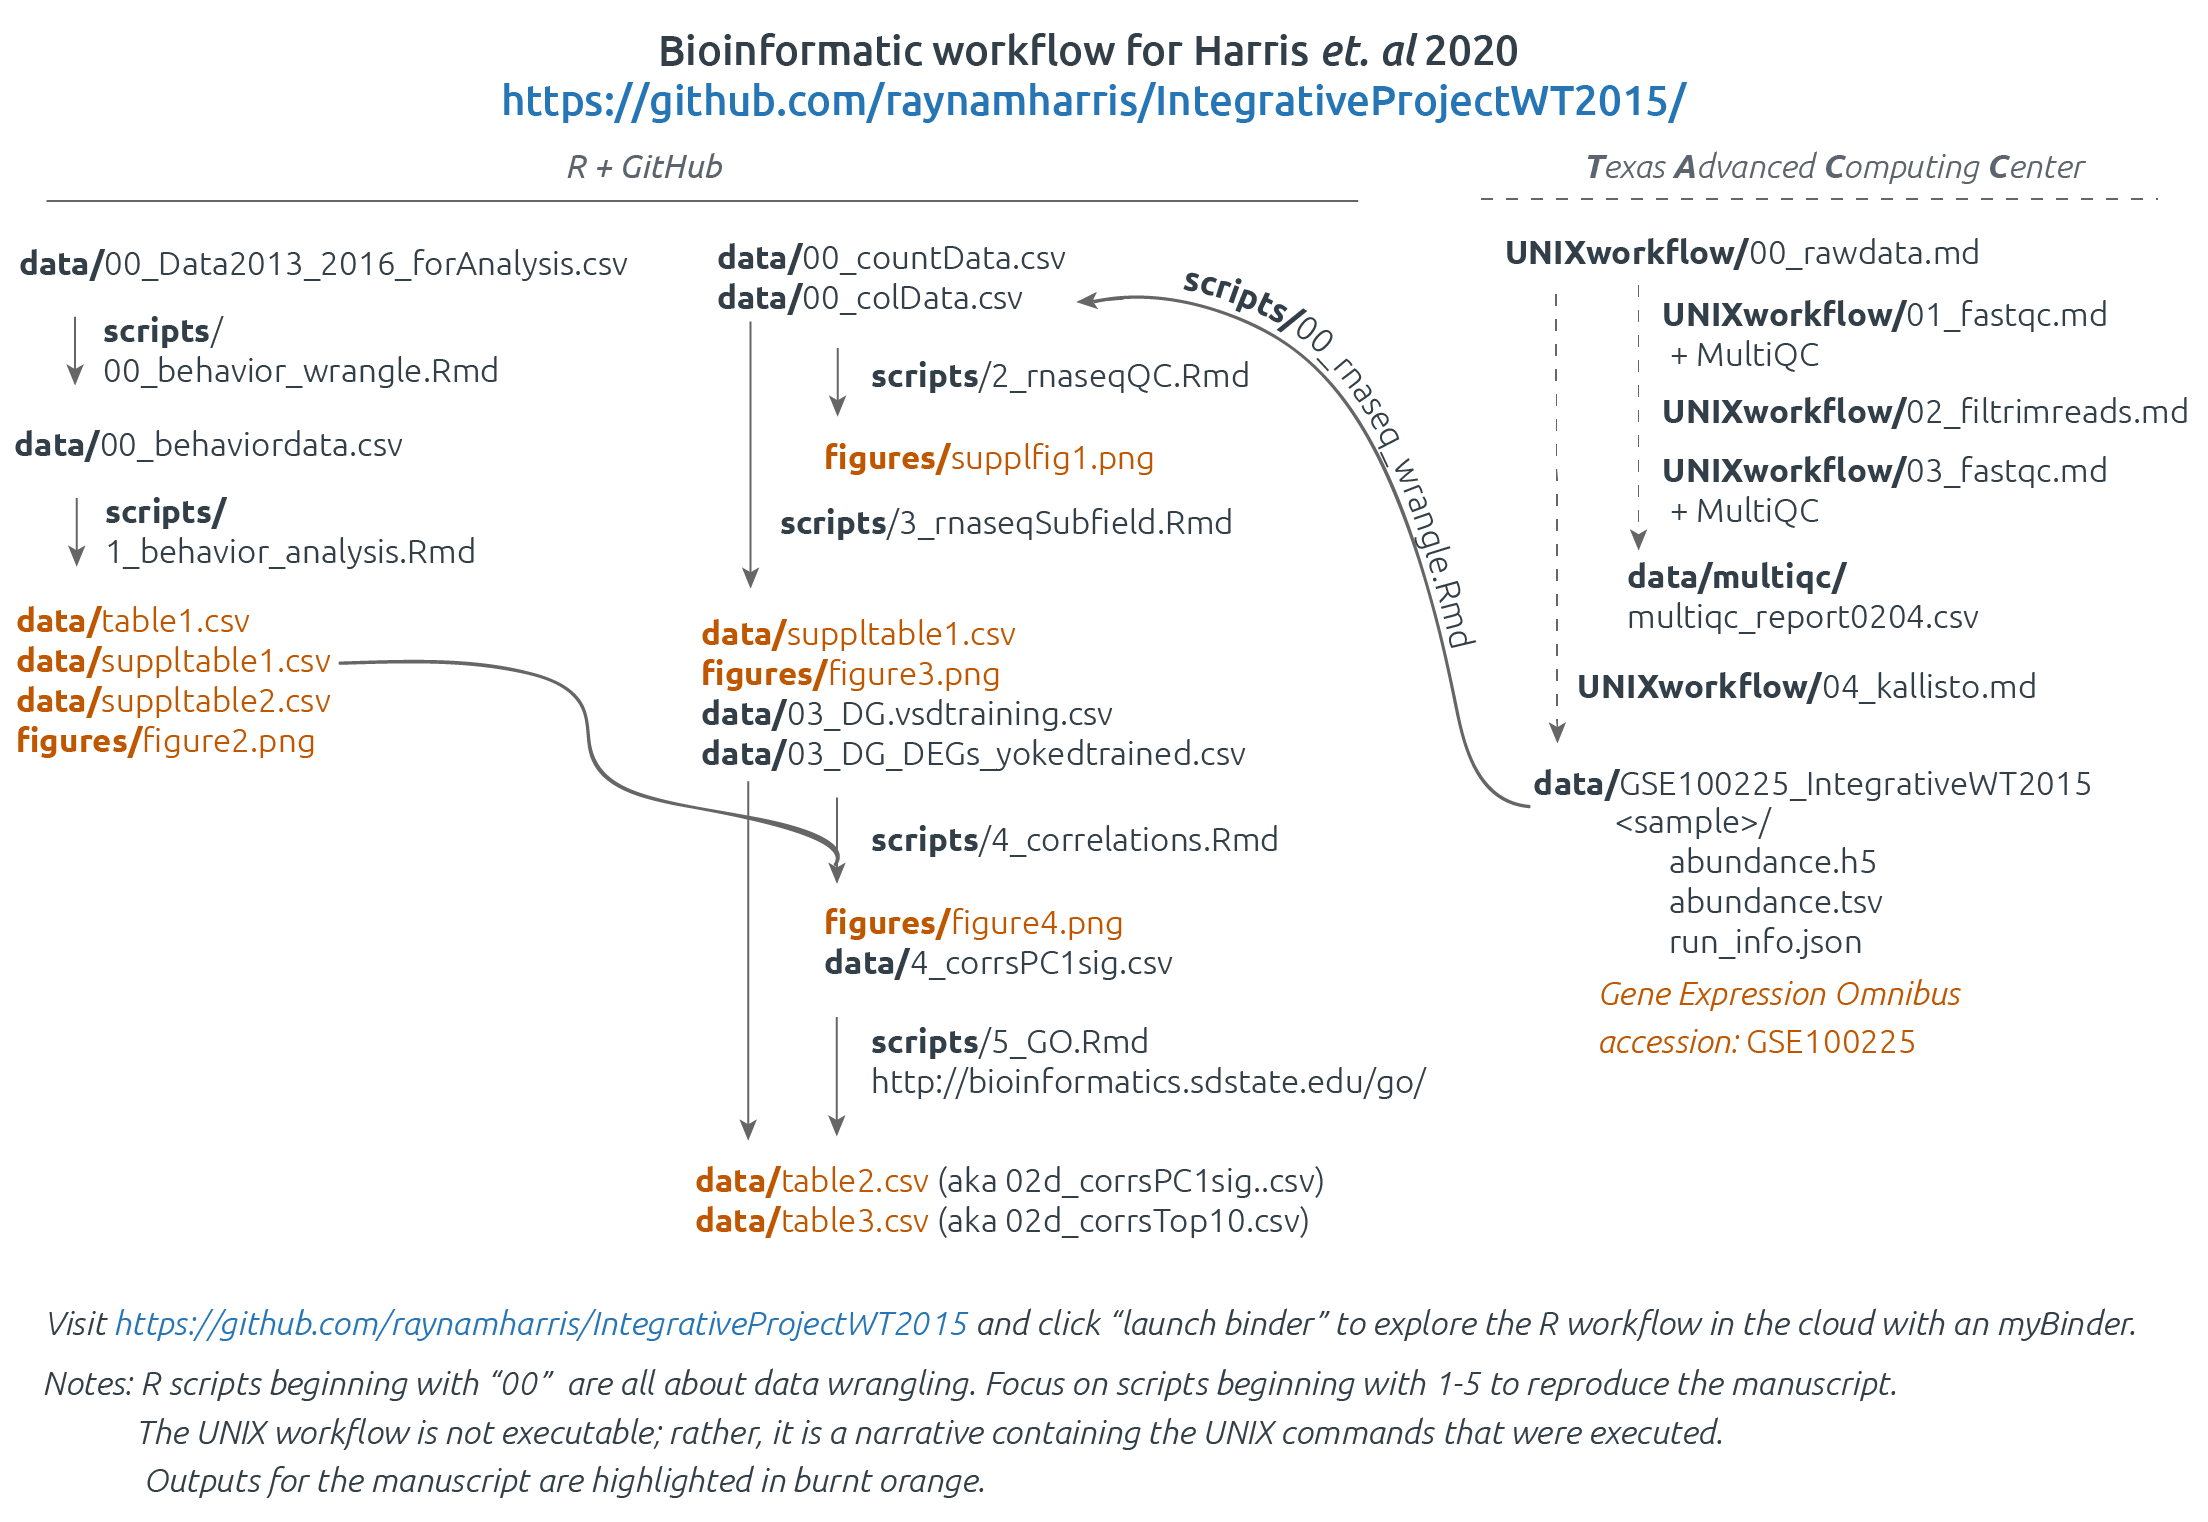 Bioinformatic workflow for Harris et. al 2020
https://github.com/raynamharris/IntegrativeProjectWT2015/
R + GitHub
data/00_Data2013_2016_forAnalysis.csv
scripts/
00_behavior_wrangle.Rmd
data/00_behaviordata.csv
scripts/
1_behavior_analysis.Rmd
data/table1.csv
data/suppltable1.csv
data/suppltable2.csv
figures/figure2.png
data/00_countData.csv
data/00_colData.csv
scripts/2_rnaseqQC.Rmd
figures/supplfig1.png
scripts/3_rnaseqSubfield.Rmd
data/suppltable1.csv
figures/figure3.png
data/03_DG.vsdtraining.csv
data/03_DG_DEGs_yokedtrained.csv
scripts/4_correlations.Rmd
figures/figure4.png
data/4_corrsPC1sig.csv
scripts/5_GO.Rmd
http://bioinformatics.sdstate.edu/go/
data/table2.csv (aka 02d_corrsPC1sig..csv)
data/table3.csv (aka 02d_corrsTop10.csv)
scripts/00_rnaseq_wrangle.Rmd
Texas Advanced Computing Center
UNIXworkflow/00_rawdata.md
UNIXworkflow/01_fastqc.md
+ MultiQC
UNIXworkflow/02_filtrimreads.md
UNIXworkflow/03_fastqc.md
+ MultiQC
data/multiqc/
multiqc_report0204.csv
UNIXworkflow/04_kallisto.md
data/GSE100225_IntegrativeWT2015
<sample>/
abundance.h5
abundance.tsv
run_info.json
Gene Expression Omnibus
accession: GSE100225
Visit https://github.com/raynamharris/IntegrativeProjectWT2015 and click “launch binder” to explore the R workflow in the cloud with an myBinder.
Notes: R scripts beginning with “00” are all about data wrangling. Focus on scripts beginning with 1-5 to reproduce the manuscript.
The UNIX workflow is not executable; rather, it is a narrative containing the UNIX commands that were executed.
Outputs for the manuscript are highlighted in burnt orange.